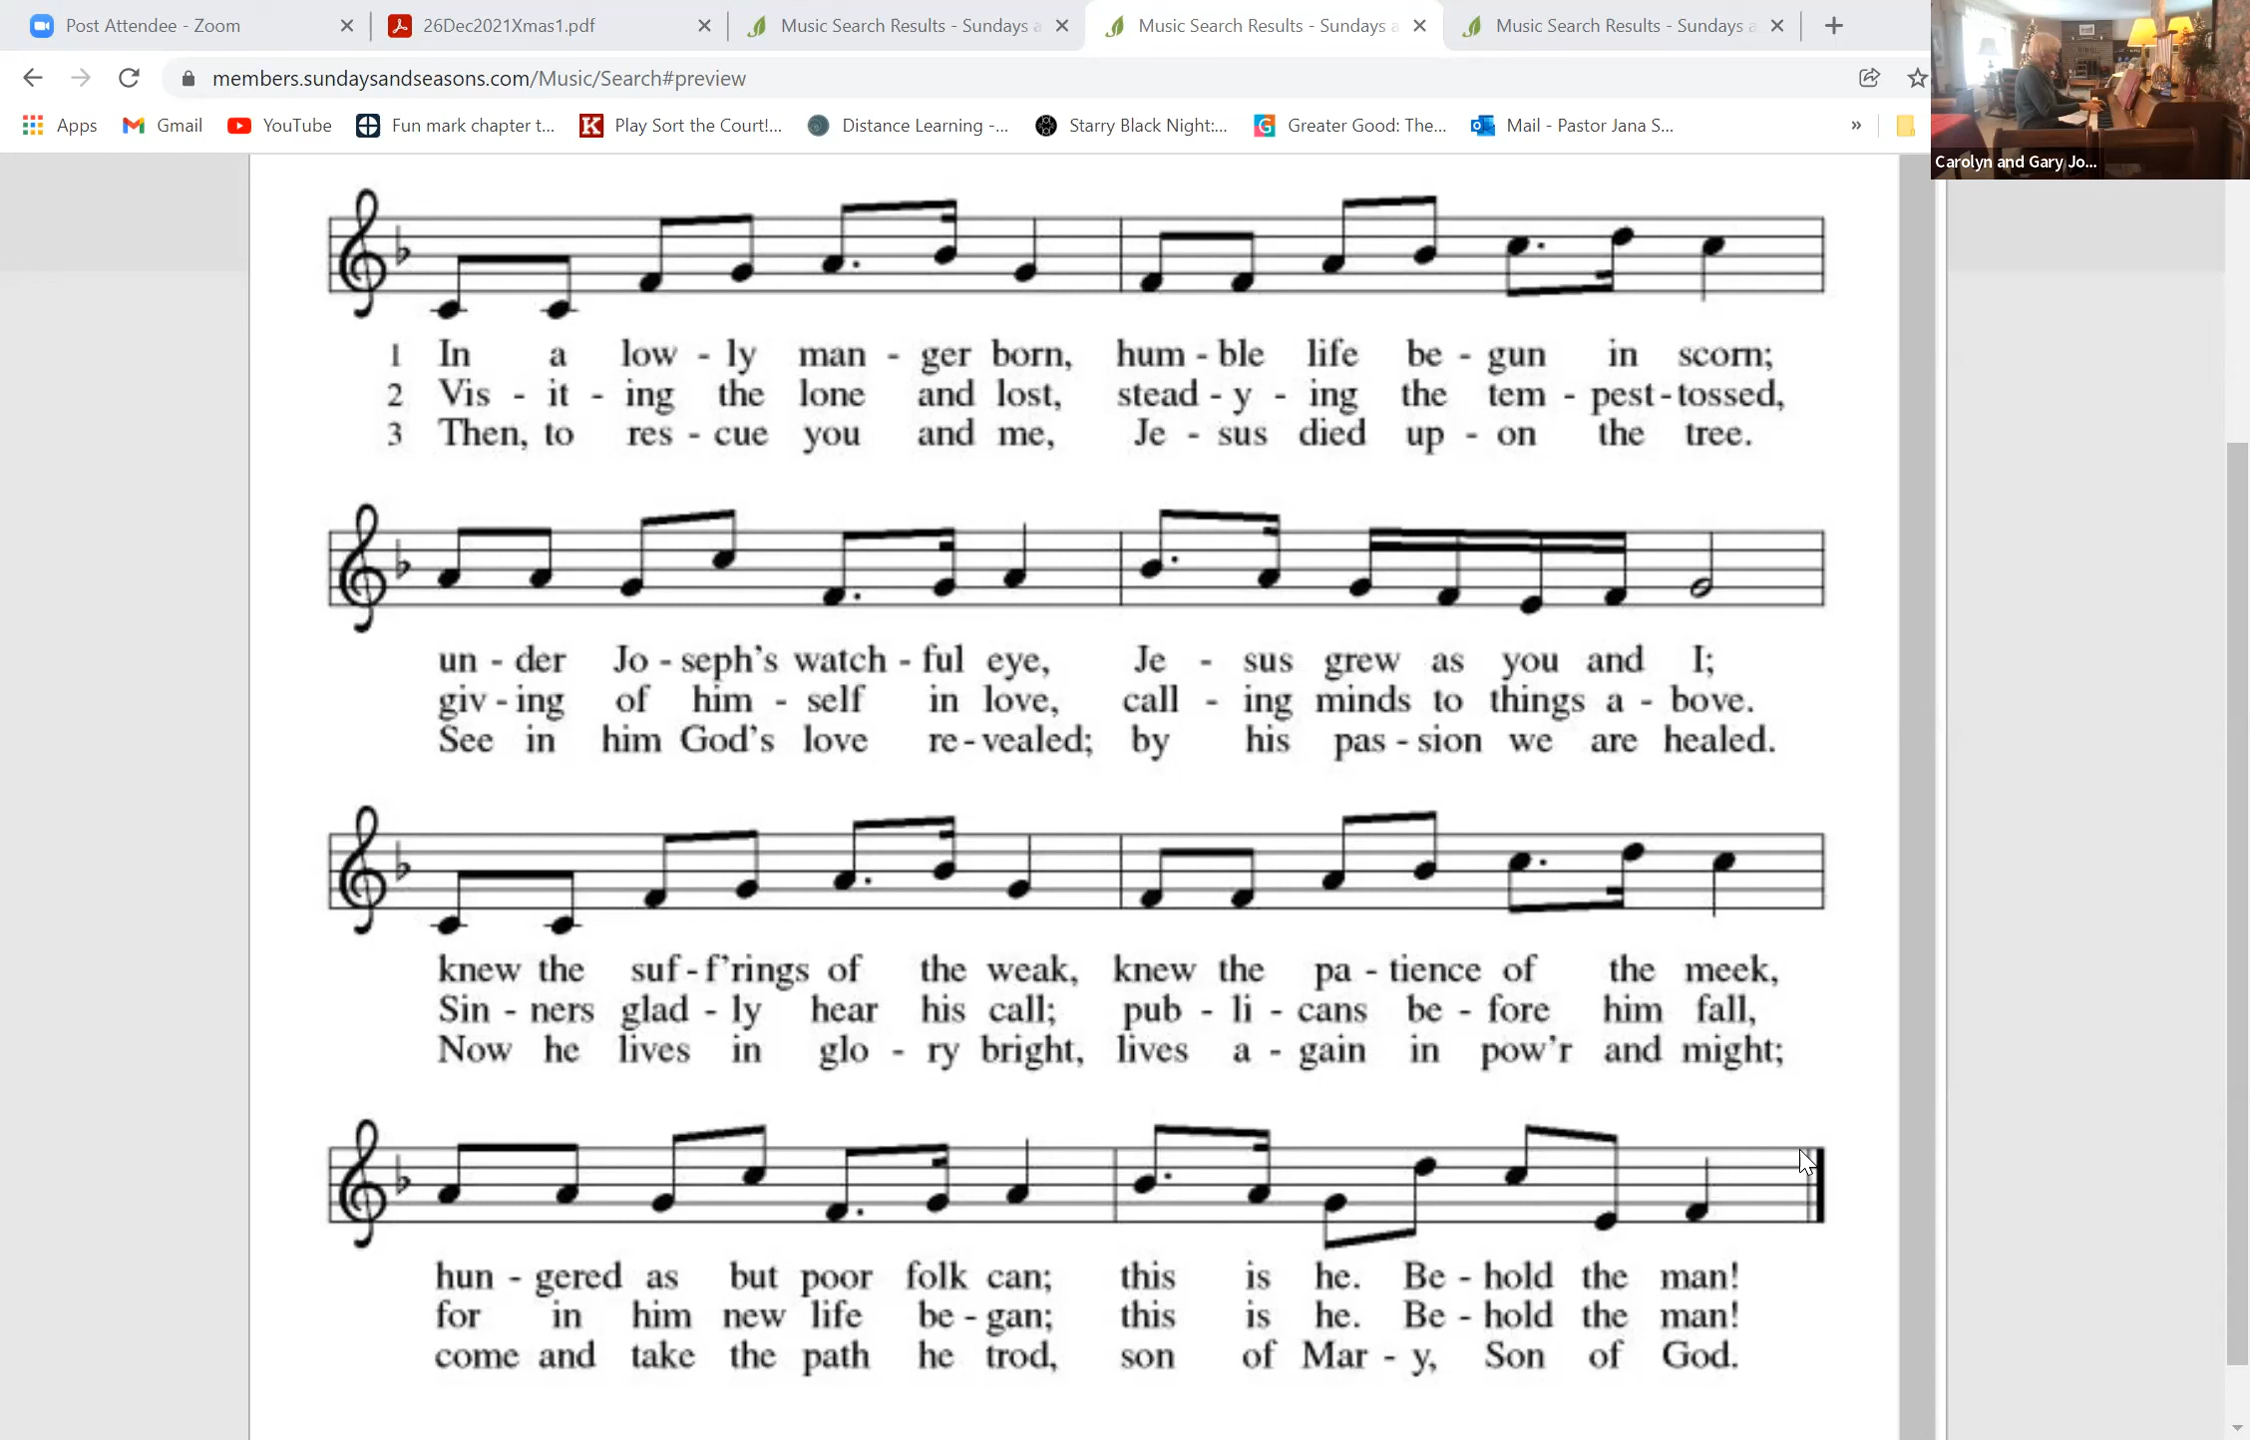 Post Attendee - Zoom
26Dec2021Xmas1.pdf
Music Search Results - Sundays a
Music Search Results - Sundays a
Music Search Results - Sundays a
members.sundaysandseasons.com/Music/Search#preview
Apps
Gmail
YouTube
Fun mark chapter t...
Play Sort the Court!...
Distance Learning -...
Starry Black Night:...
Greater Good: The...
Mail - Pastor Jana S...
»
Carolyn and Gary Jo...
1 In a low - ly man - ger born, hum - ble life be - gun in scorn;
2 Vis - it - ing the lone and lost, stead - y - ing the tem - pest - tossed,
3 Then, to res - cue you and me, Je - sus died up - on the tree.
un - der Jo - seph's watch - ful eye, Je - sus grew as you and I;
giv - ing of him - self in love, call - ing minds to things a - bove.
See in him God's love re - vealed; by his pas - sion we are healed.
knew the suf - f'rings of the weak, knew the pa - tience of the meek,
Sin - ners glad - ly hear his call; pub - li - cans be - fore him fall,
Now he lives in glo - ry bright, lives a - gain in pow'r and might;
hun - gered as but poor folk can; this is he. Be - hold the man!
for in him new life be - gan; this is he. Be - hold the man!
come and take the path he trod, son of Mar - y, Son of God.